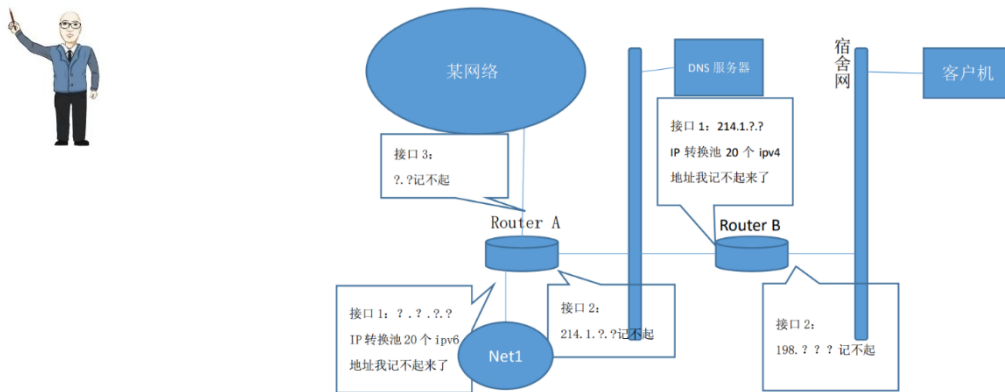 某网络
DNS 服务器
宿舍网
客户机
接口 1：214.1.?.?
IP 转换池 20 个 ipv4
地址我记不起来了
接口 3：
?.?记不起
Router A
Router B
接口 1：？.？.?.?
IP 转换池 20 个 ipv6
地址我记不起来了
Net1
接口 2：
214.1.?.?记不起
接口 2：
198.？？？记不起